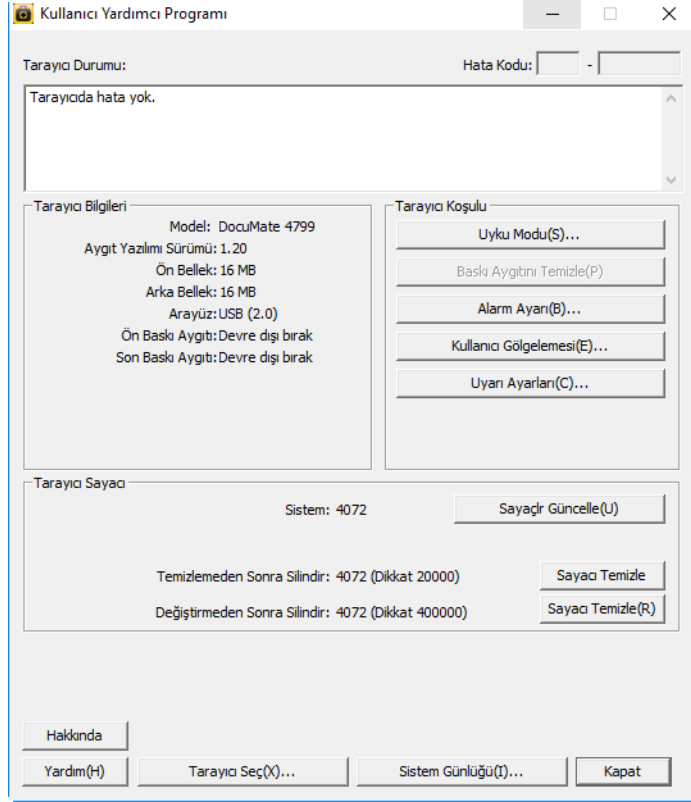 Kullanıcı Yardımcı Programı
Tarayıcı Durumu:
Hata Kodu: -
Tarayıcıda hata yok.
Tarayıcı Bilgileri
Model: DocuMate 4799
Aygıt Yazılımı Sürümü: 1.20
Ön Bellek: 16 MB
Arka Bellek: 16 MB
Arayüz: USB (2.0)
Ön Baskı Aygıtı: Devre dışı bırak
Son Baskı Aygıtı: Devre dışı bırak
Tarayıcı Koşulu
Uyku Modu(S)...
Baskı Aygıtını Temizle(P)
Alarm Ayarı(B)...
Kullanıcı Gölgelemesi(E)...
Uyarı Ayarları(C)...
Tarayıcı Sayacı
Sistem: 4072
Sayaçlr Güncelle(U)
Temizlemeden Sonra Silindir: 4072 (Dikkat 20000)
Sayacı Temizle
Değiştirmeden Sonra Silindir: 4072 (Dikkat 400000)
Sayacı Temizle(R)
Hakkında
Yardım(H)
Tarayıcı Seç(X)...
Sistem Günlüğü(I)...
Kapat